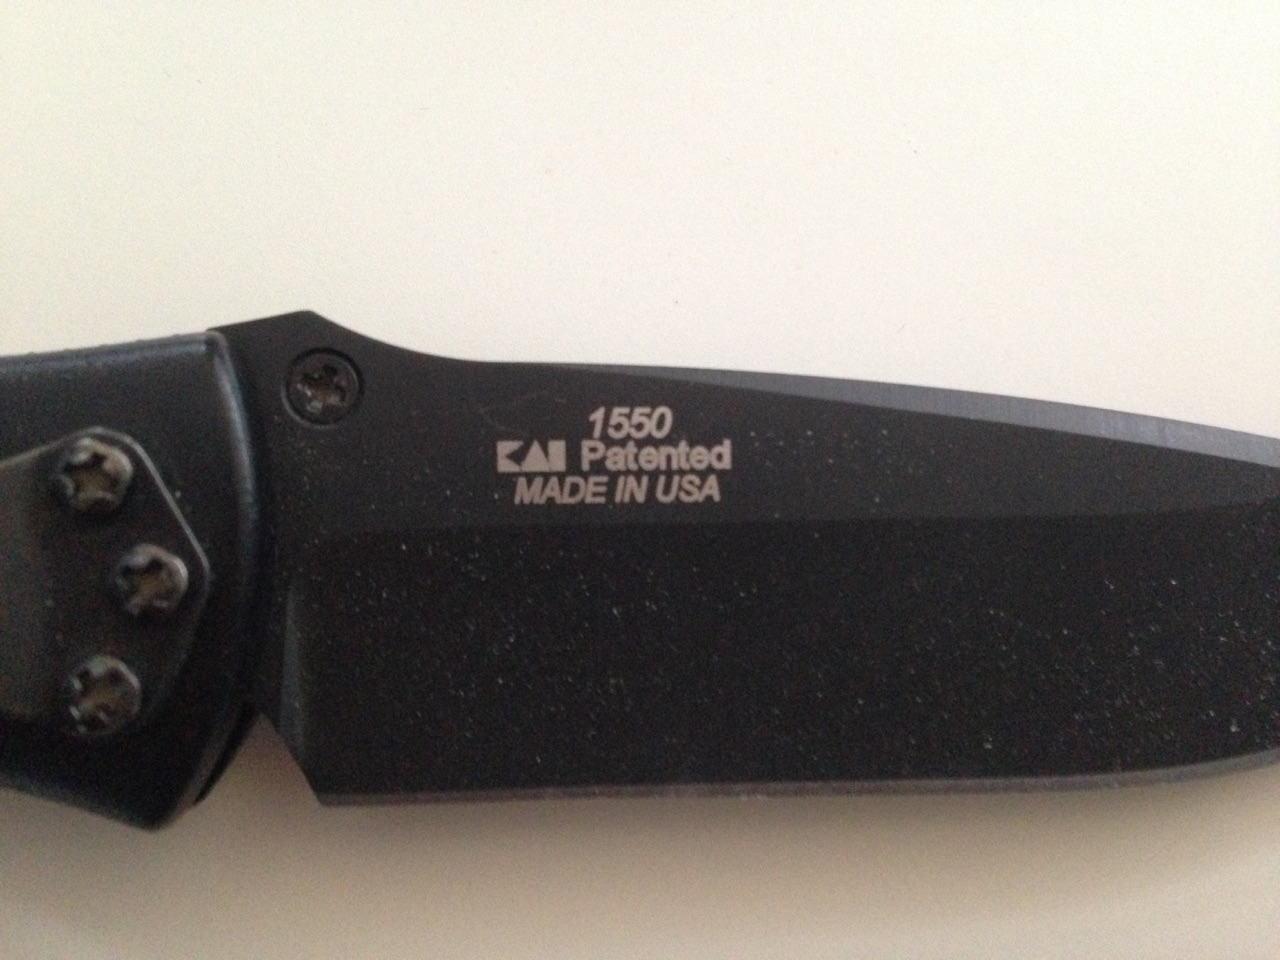 1550
KAI Patented
MADE IN USA